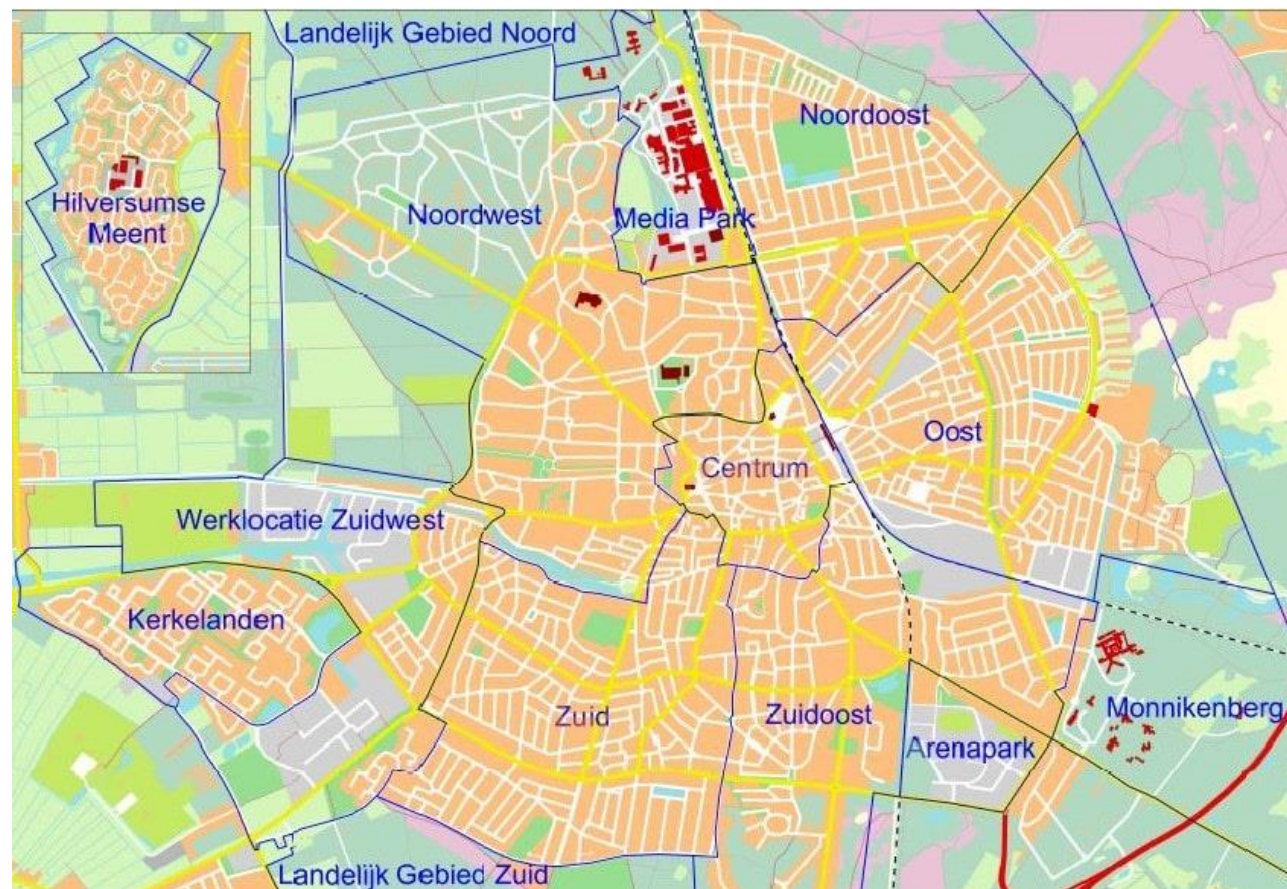 Landelijk Gebied Noord
Noordoost
Hilversumse
Meent
Noordwest
Media Park
Oost
Centrum
Werklocatie Zuidwest
Kerkelanden
Zuid
Zuidoost
Arenapark
Monnikenberg
Landelijk Gebied Zuid